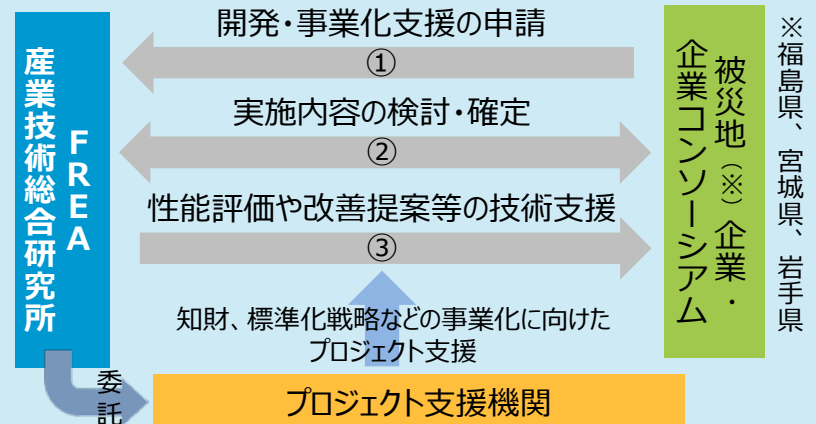 産業技術総合研究所
FREA
開発・事業化支援の申請
①
実施内容の検討・確定
②
性能評価や改善提案等の技術支援
③
知財、標準化戦略などの事業化に向けた
プロジェクト支援
委託
プロジェクト支援機関
被災地（※）企業・
企業コンソーシアム
※福島県、宮城県、岩手県